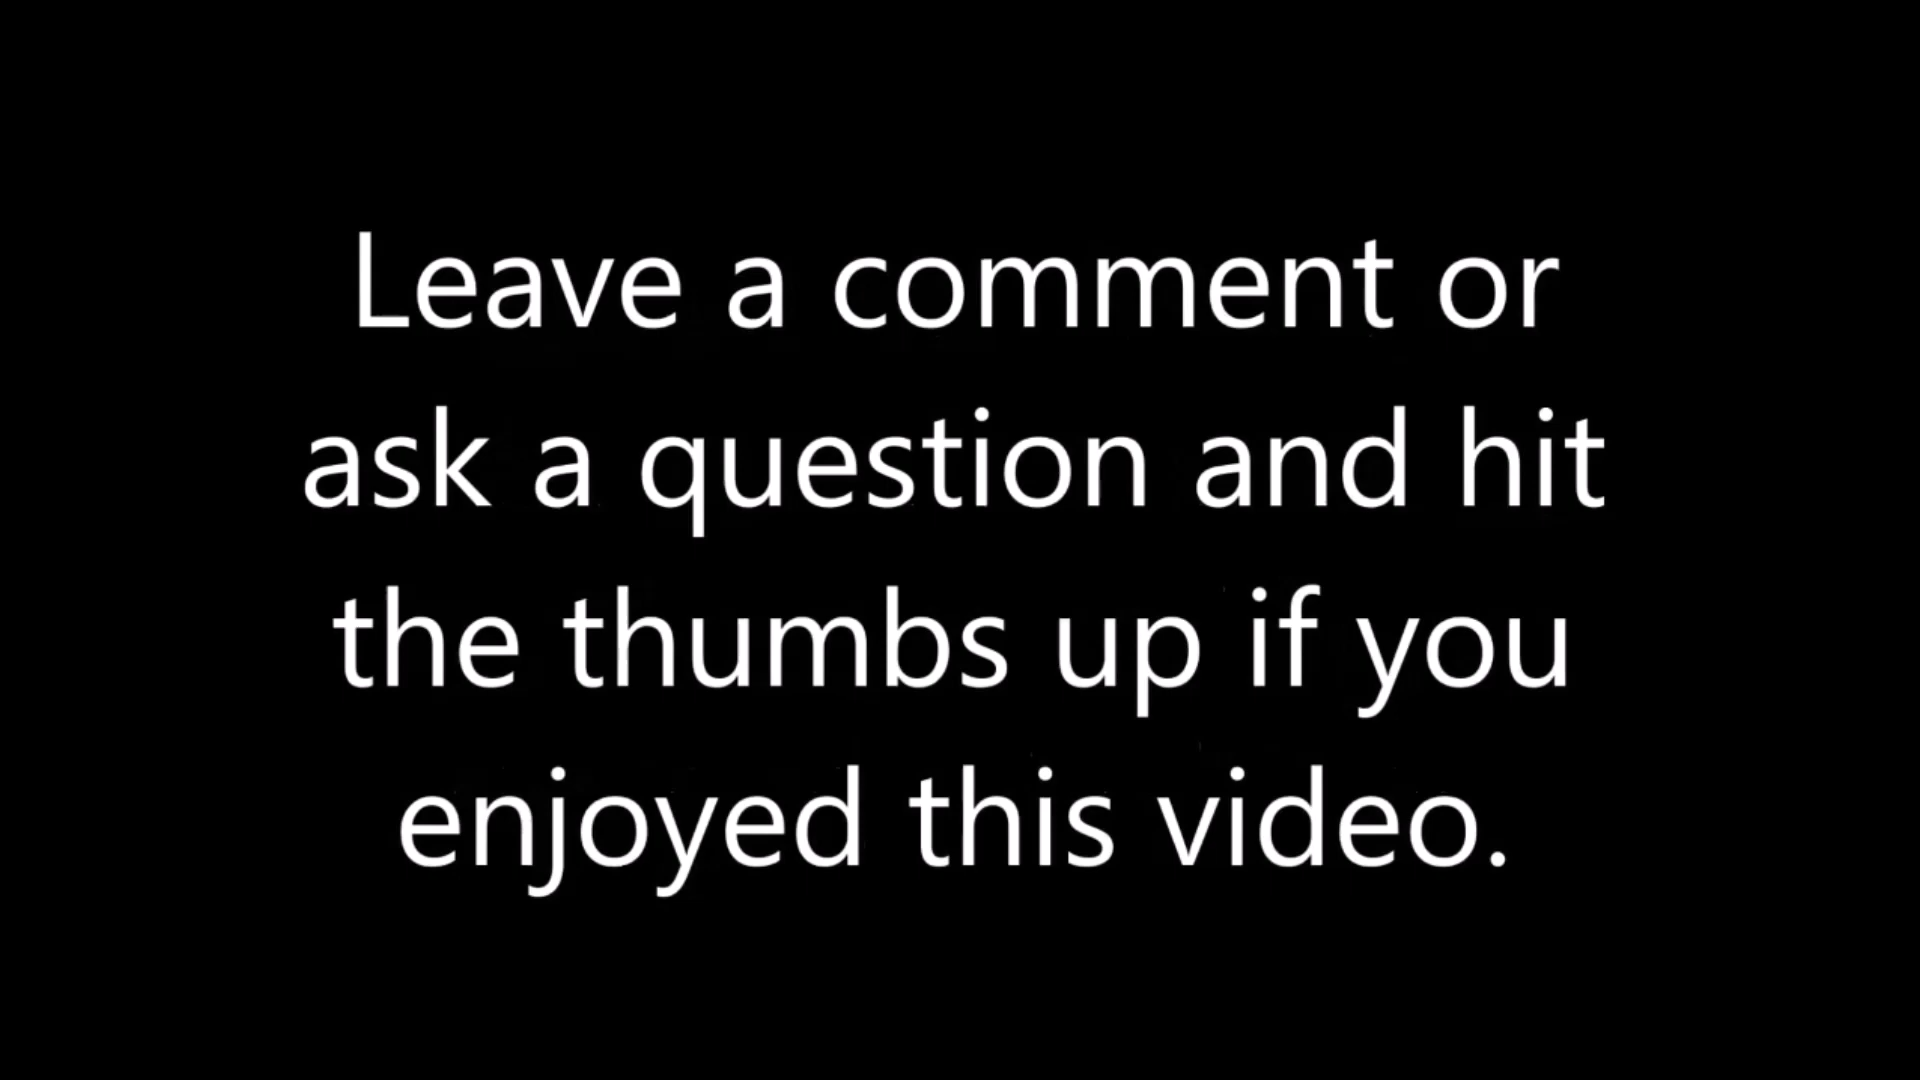 Leave a comment or
ask a question and hit
the thumbs up if you
enjoyed this video.